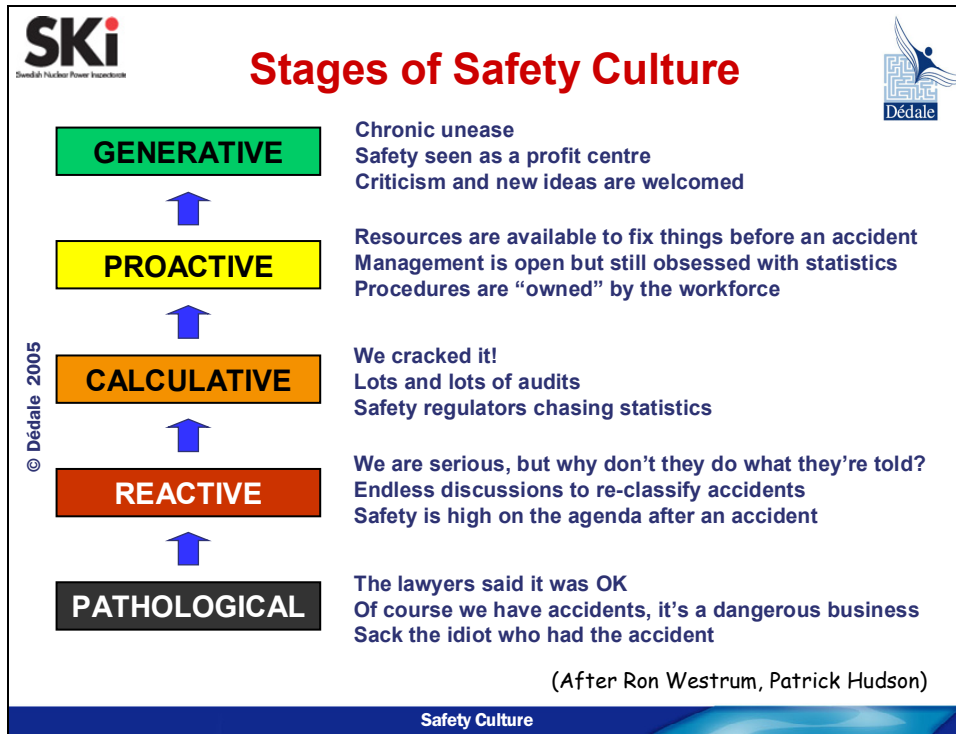 SKi
Swedish Nuclear Power Inspectorate
Stages of Safety Culture
Dédale
GENERATIVE
Chronic unease
Safety seen as a profit centre
Criticism and new ideas are welcomed
PROACTIVE
Resources are available to fix things before an accident
Management is open but still obsessed with statistics
Procedures are “owned” by the workforce
CALCULATIVE
We cracked it!
Lots and lots of audits
Safety regulators chasing statistics
REACTIVE
We are serious, but why don’t they do what they’re told?
Endless discussions to re-classify accidents
Safety is high on the agenda after an accident
PATHOLOGICAL
The lawyers said it was OK
Of course we have accidents, it’s a dangerous business
Sack the idiot who had the accident
© Dédale 2005
(After Ron Westrum, Patrick Hudson)
Safety Culture